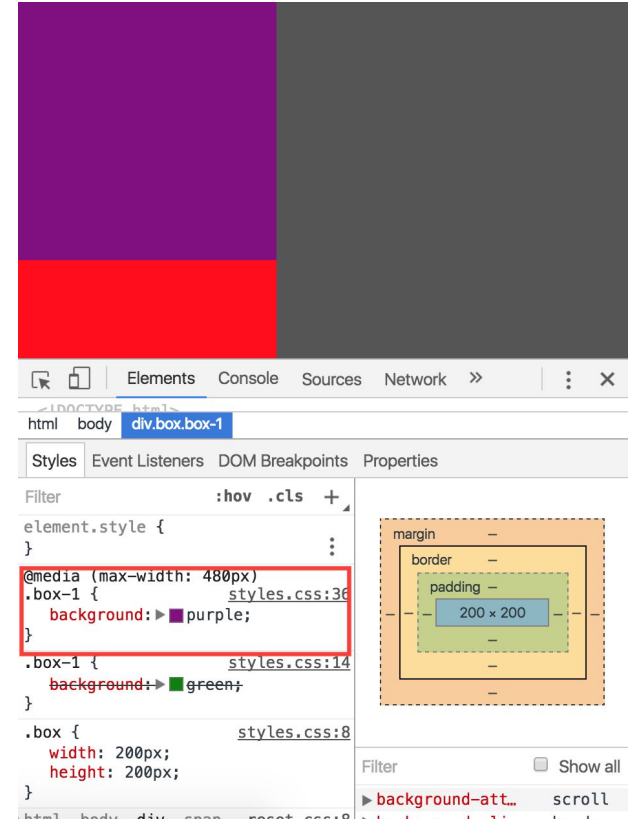 Elements Console Sources Network »
<!DOCTYPE html>
html body div.box.box-1
Styles Event Listeners DOM Breakpoints Properties
Filter :hov .cls +
element.style {
}
@media (max-width: 480px)
.box-1 { styles.css:36
background: purple;
}
.box-1 { styles.css:14
background: green;
}
.box { styles.css:8
width: 200px;
height: 200px;
}
margin –
border –
padding –
– – – 200 × 200 – – –
–
–
–
Filter Show all
background-att… scroll